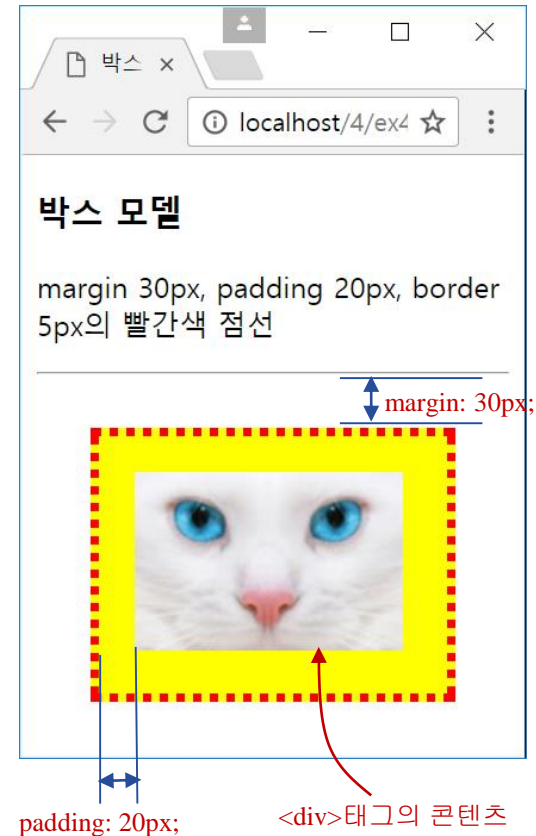 박스
localhost/4/ex4
박스 모델
margin 30px, padding 20px, border
5px의 빨간색 점선
margin: 30px;
padding: 20px;
<div>태그의 콘텐츠